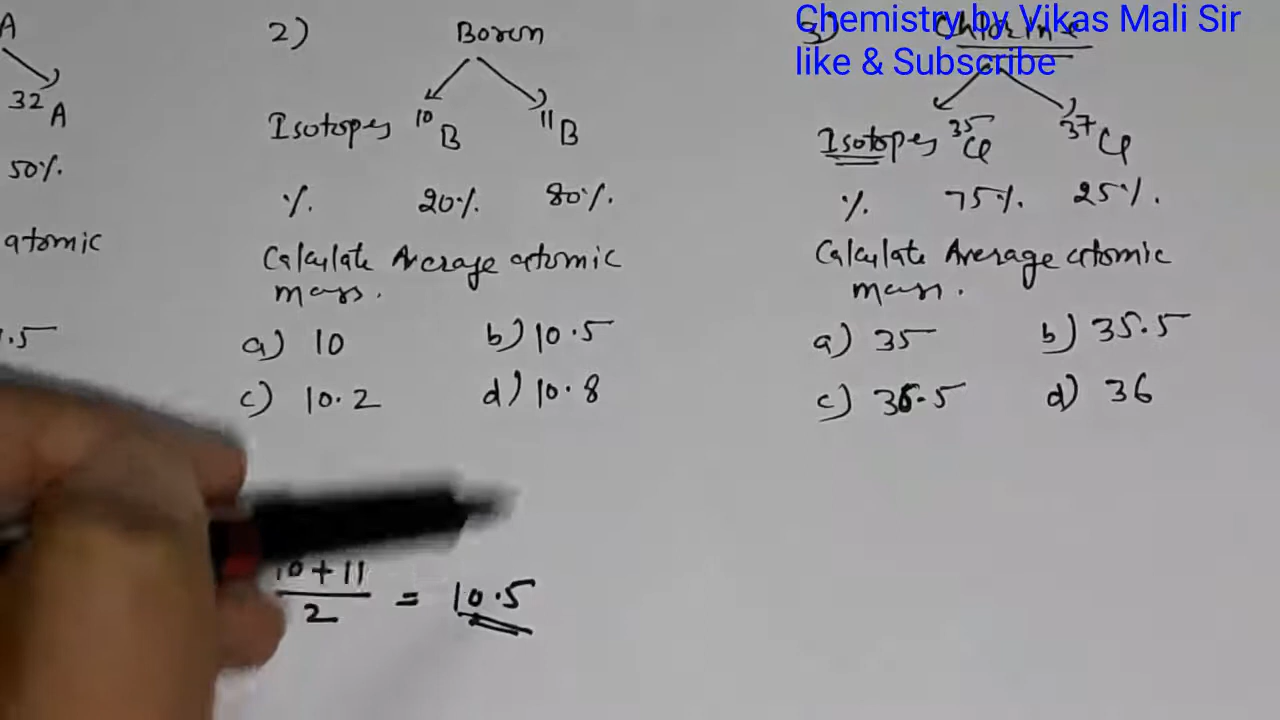 A
32A
50%.
atomic
.5
2) Boron
Isotopes 10B 11B
%. 20%. 80%.
Calculate Average atomic
mass.
a) 10 b) 10.5
c) 10.2 d) 10.8
10+11
2
= 10.5
Chemistry by Vikas Mali Sir
like & Subscribe
3) Chlorine
Isotopes 35Cl 37Cl
%. 75%. 25%.
Calculate Average atomic
mass.
a) 35 b) 35.5
c) 36.5 d) 36